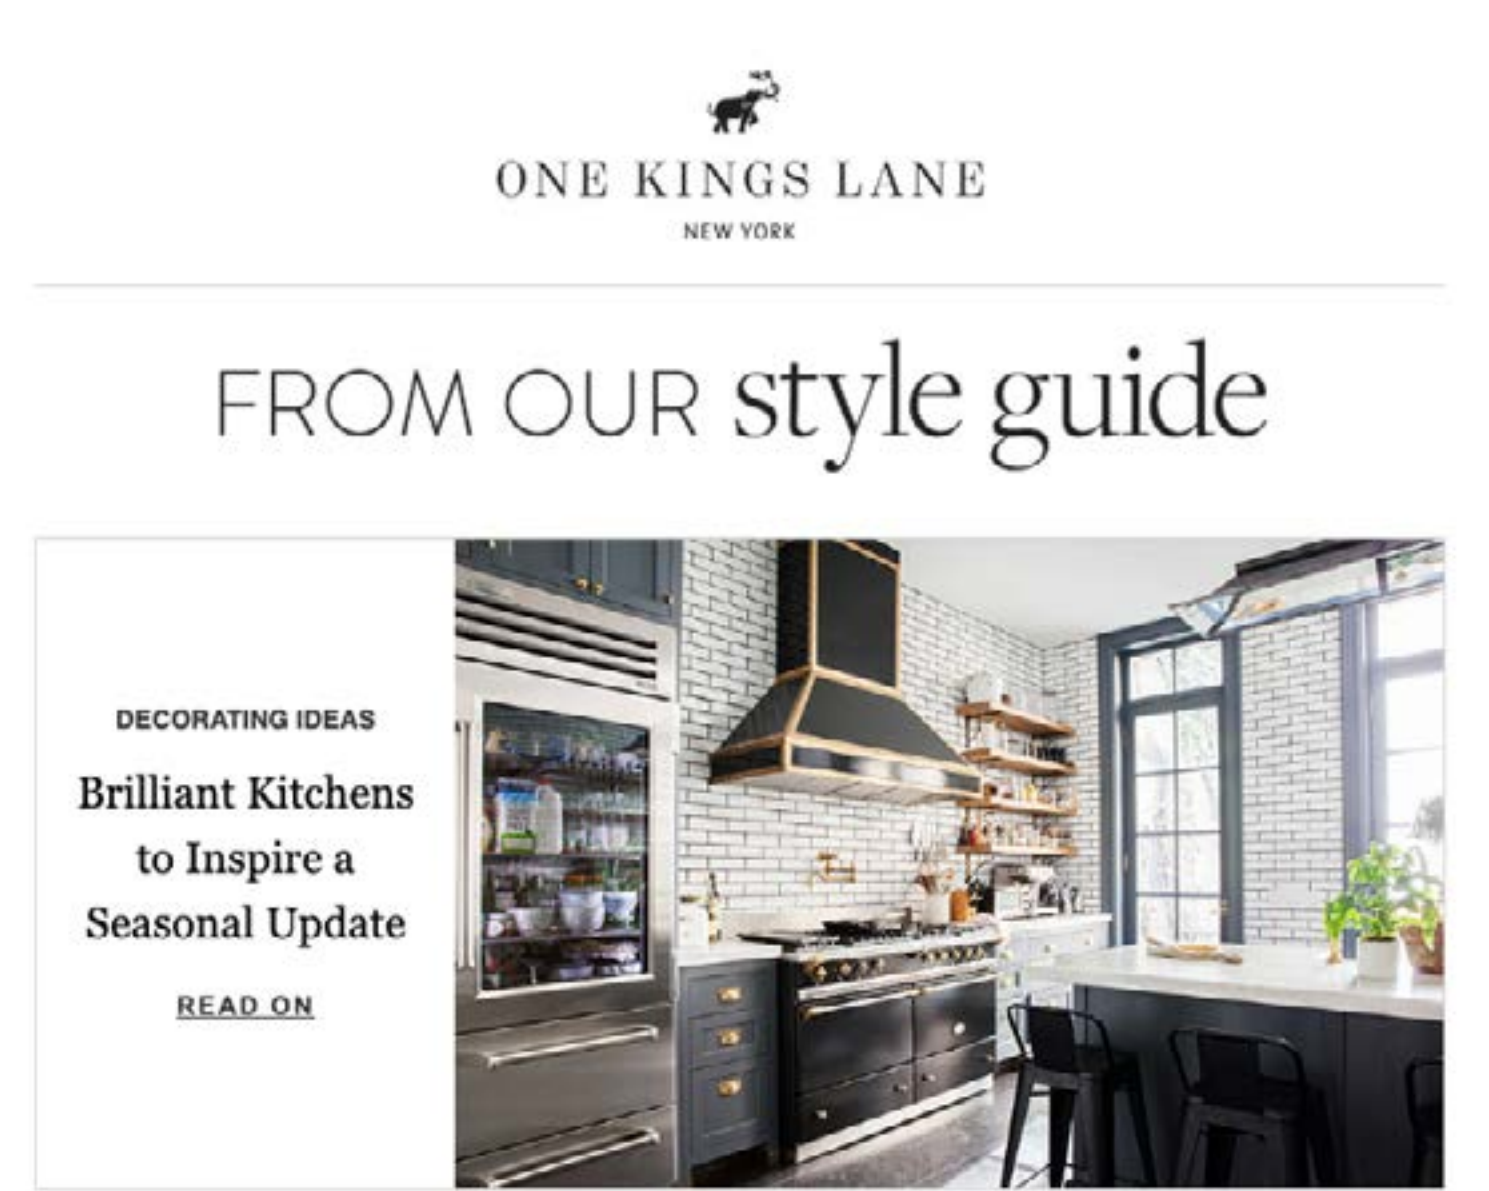 ONE KINGS LANE
NEW YORK
FROM OUR style guide
DECORATING IDEAS
Brilliant Kitchens
to Inspire a
Seasonal Update
READ ON